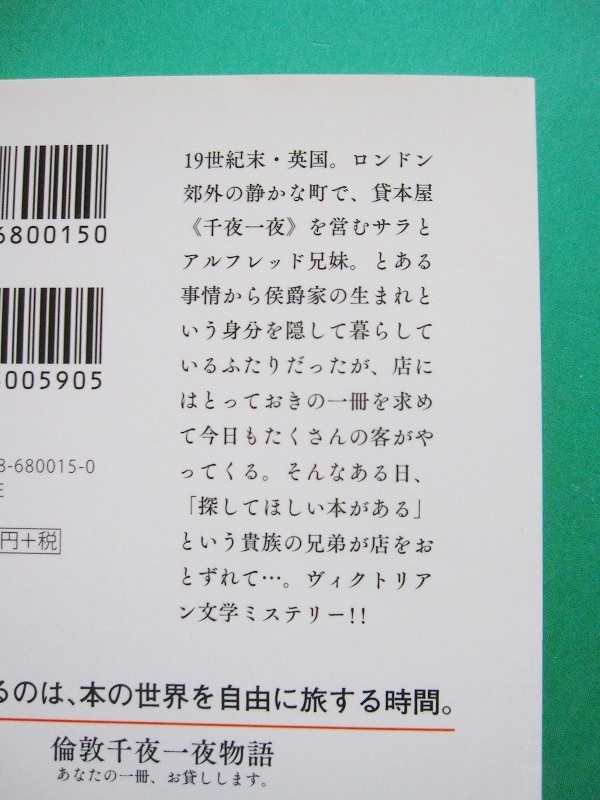 6800150
005905
8-680015-0
円+税
19世紀末・英国。ロンドン
郊外の静かな町で、貸本屋
《千夜一夜》を営むサラと
アルフレッド兄妹。とある
事情から侯爵家の生まれと
いう身分を隠して暮らして
いるふたりだったが、店に
はとっておきの一冊を求め
て今日もたくさんの客がや
ってくる。そんなある日、
「探してほしい本がある」
という貴族の兄弟が店をお
とずれて…。ヴィクトリア
ン文学ミステリー!!
るのは、本の世界を自由に旅する時間。
倫敦千夜一夜物語
あなたの一冊、お貸しします。